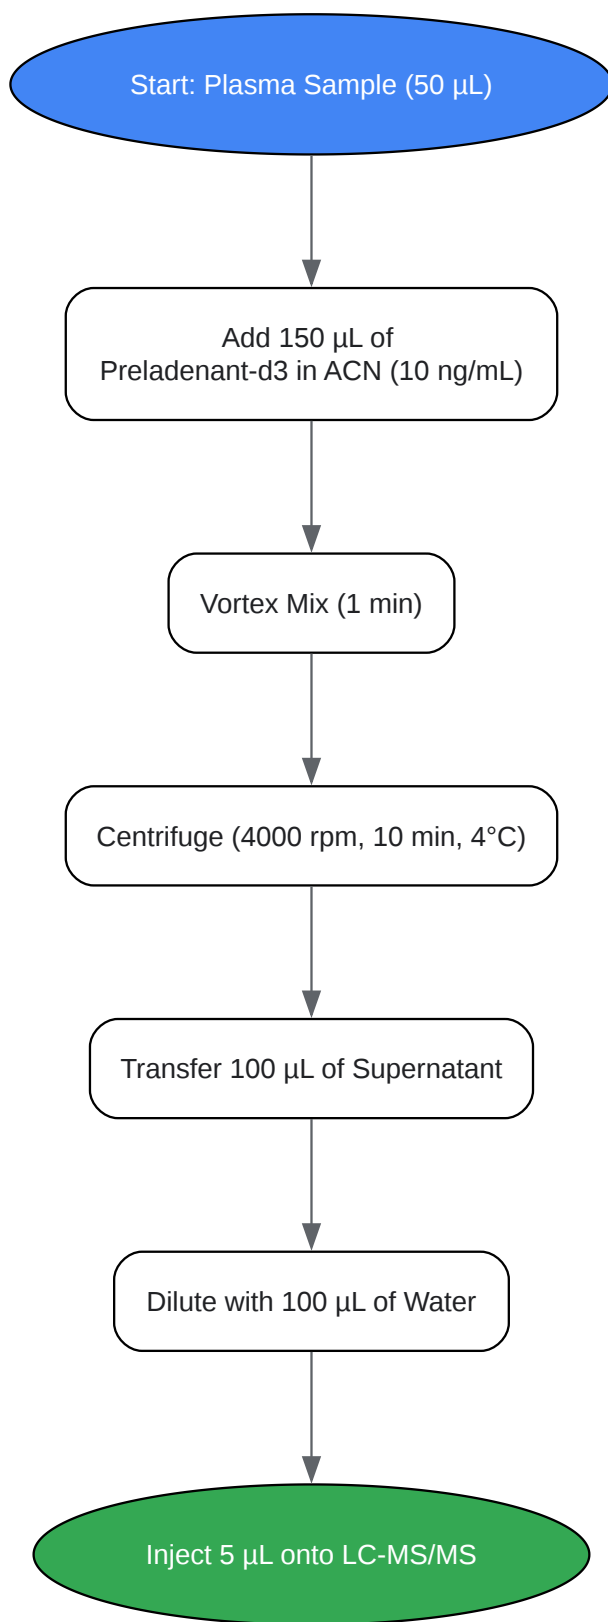 Start: Plasma Sample (50 µL)
Add 150 µL of
Preladenant-d3 in ACN (10 ng/mL)
Vortex Mix (1 min)
Centrifuge (4000 rpm, 10 min, 4°C)
Transfer 100 µL of Supernatant
Dilute with 100 µL of Water
Inject 5 µL onto LC-MS/MS